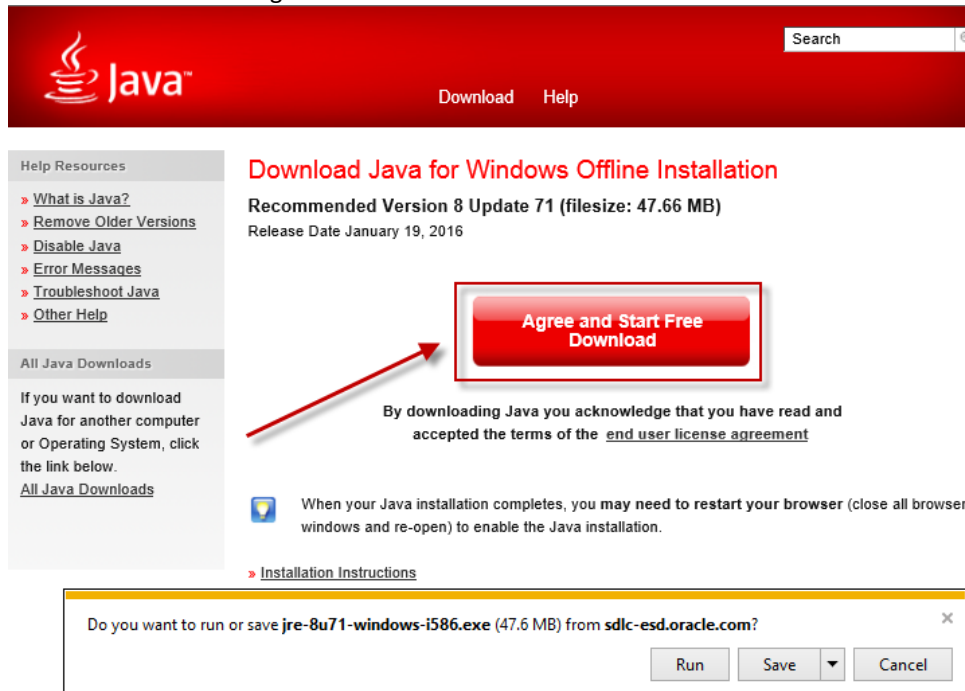 Search
Java™
Download Help
Help Resources
» What is Java?
» Remove Older Versions
» Disable Java
» Error Messages
» Troubleshoot Java
» Other Help
All Java Downloads
If you want to download
Java for another computer
or Operating System, click
the link below.
All Java Downloads
Download Java for Windows Offline Installation
Recommended Version 8 Update 71 (filesize: 47.66 MB)
Release Date January 19, 2016
Agree and Start Free
Download
By downloading Java you acknowledge that you have read and
accepted the terms of the end user license agreement
When your Java installation completes, you may need to restart your browser (close all browser
windows and re-open) to enable the Java installation.
» Installation Instructions
Do you want to run or save jre-8u71-windows-i586.exe (47.6 MB) from sdlc-esd.oracle.com?
Run Save Cancel